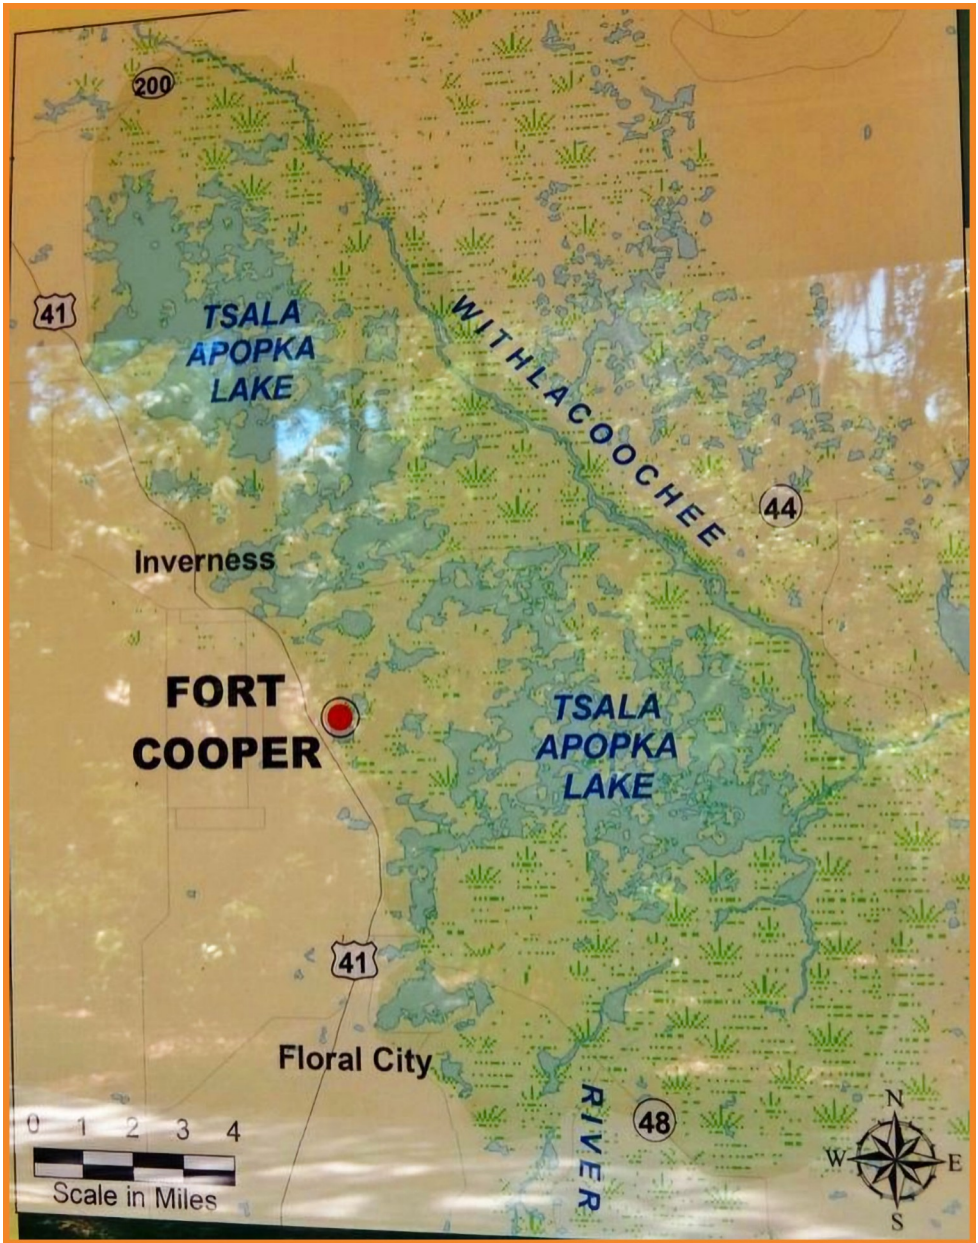 200
41
TSALA
APOPKA
LAKE
WITHLACOOCHEE
44
Inverness
FORT
COOPER
TSALA
APOPKA
LAKE
41
Floral City
RIVER
48
0 1 2 3 4
Scale in Miles
N
W E
S